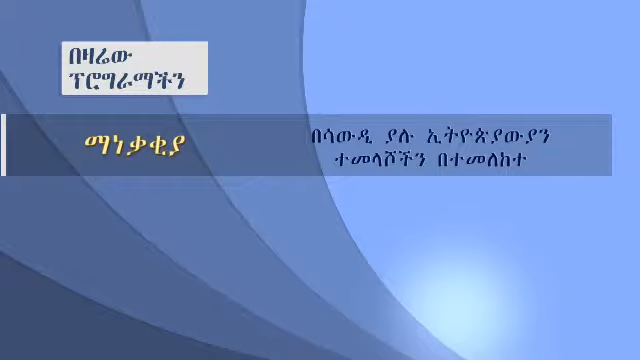 በዛሬው
ፕሮግራማችን
ማነቃቂያ
በሳውዲ ያሉ ኢትዮጵያውያን
ተመላሾችን በተመለከተ